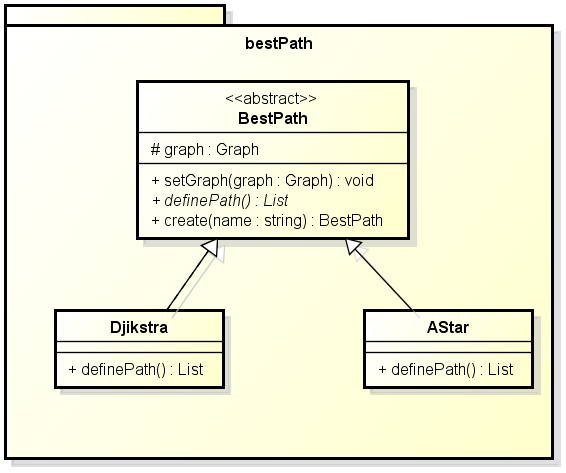 bestPath
<<abstract>>
BestPath
# graph : Graph
+ setGraph(graph : Graph) : void
+ definePath() : List
+ create(name : string) : BestPath
Djikstra
+ definePath() : List
AStar
+ definePath() : List